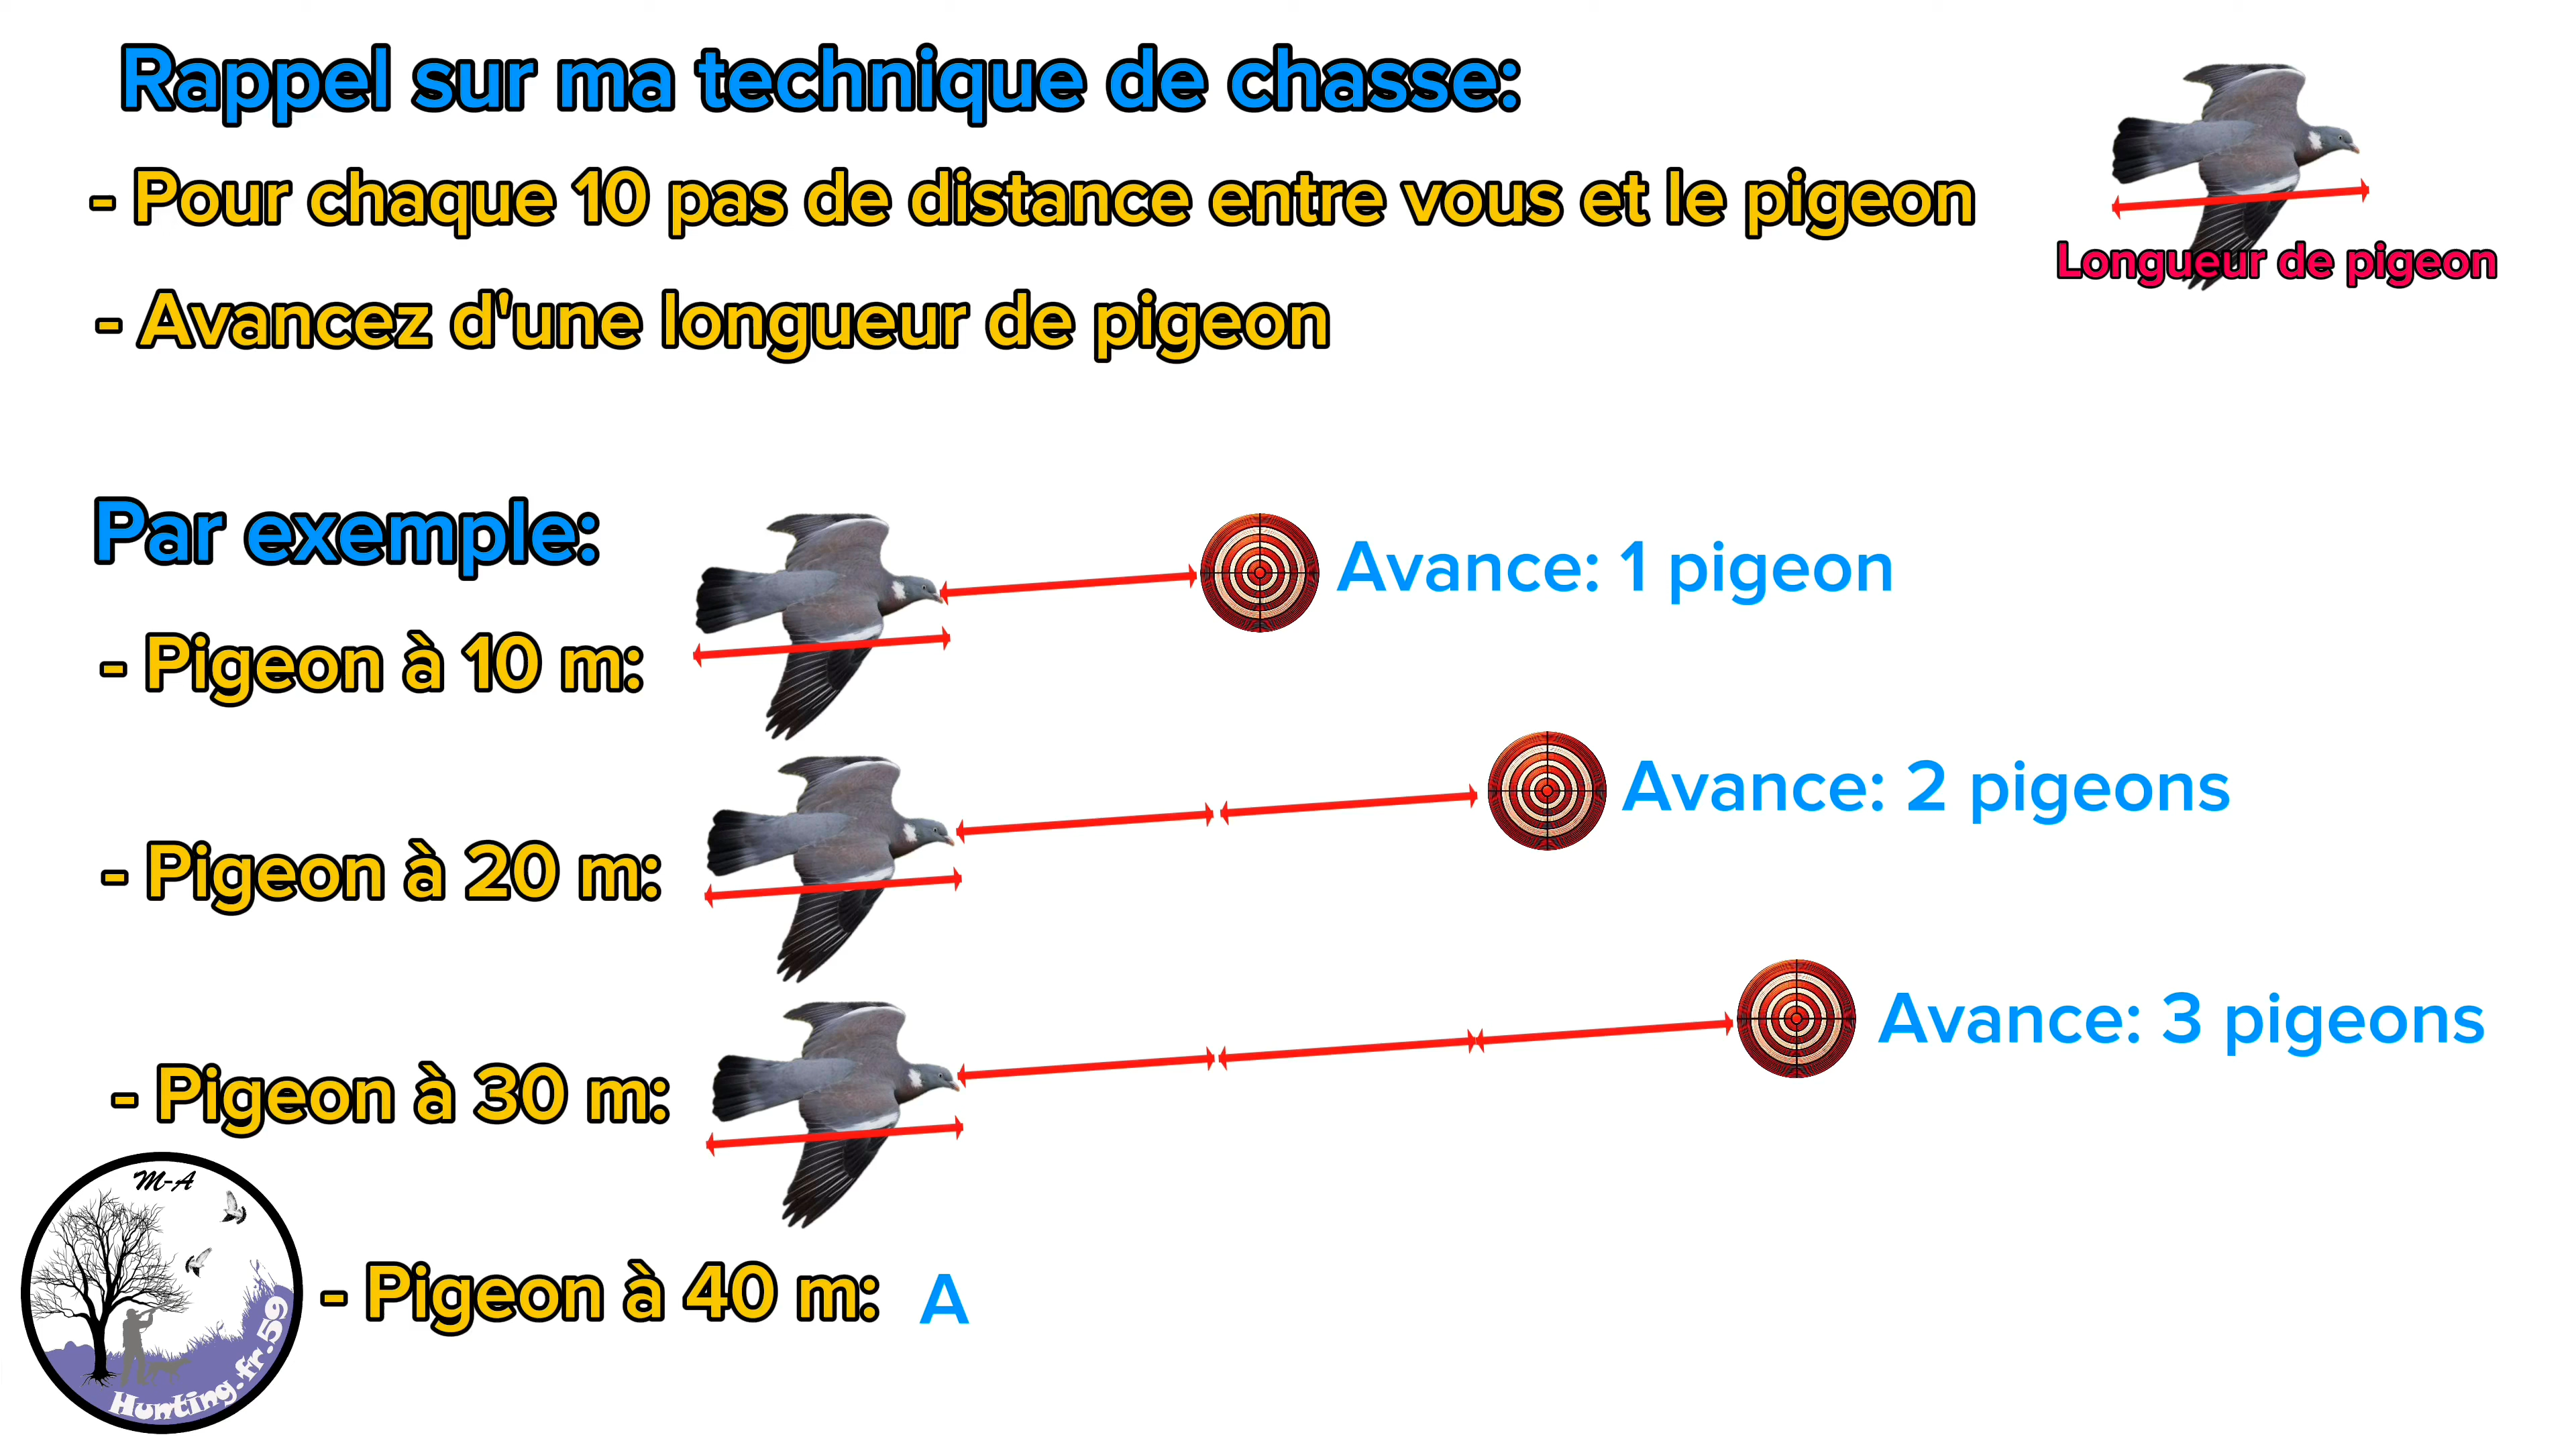 Rappel sur ma technique de chasse:
- Pour chaque 10 pas de distance entre vous et le pigeon
Longueur de pigeon
- Avancez d'une longueur de pigeon
Par exemple:
Avance: 1 pigeon
- Pigeon à 10 m:
Avance: 2 pigeons
- Pigeon à 20 m:
Avance: 3 pigeons
- Pigeon à 30 m:
M-A
- Pigeon à 40 m: A
Hunting.fr.59